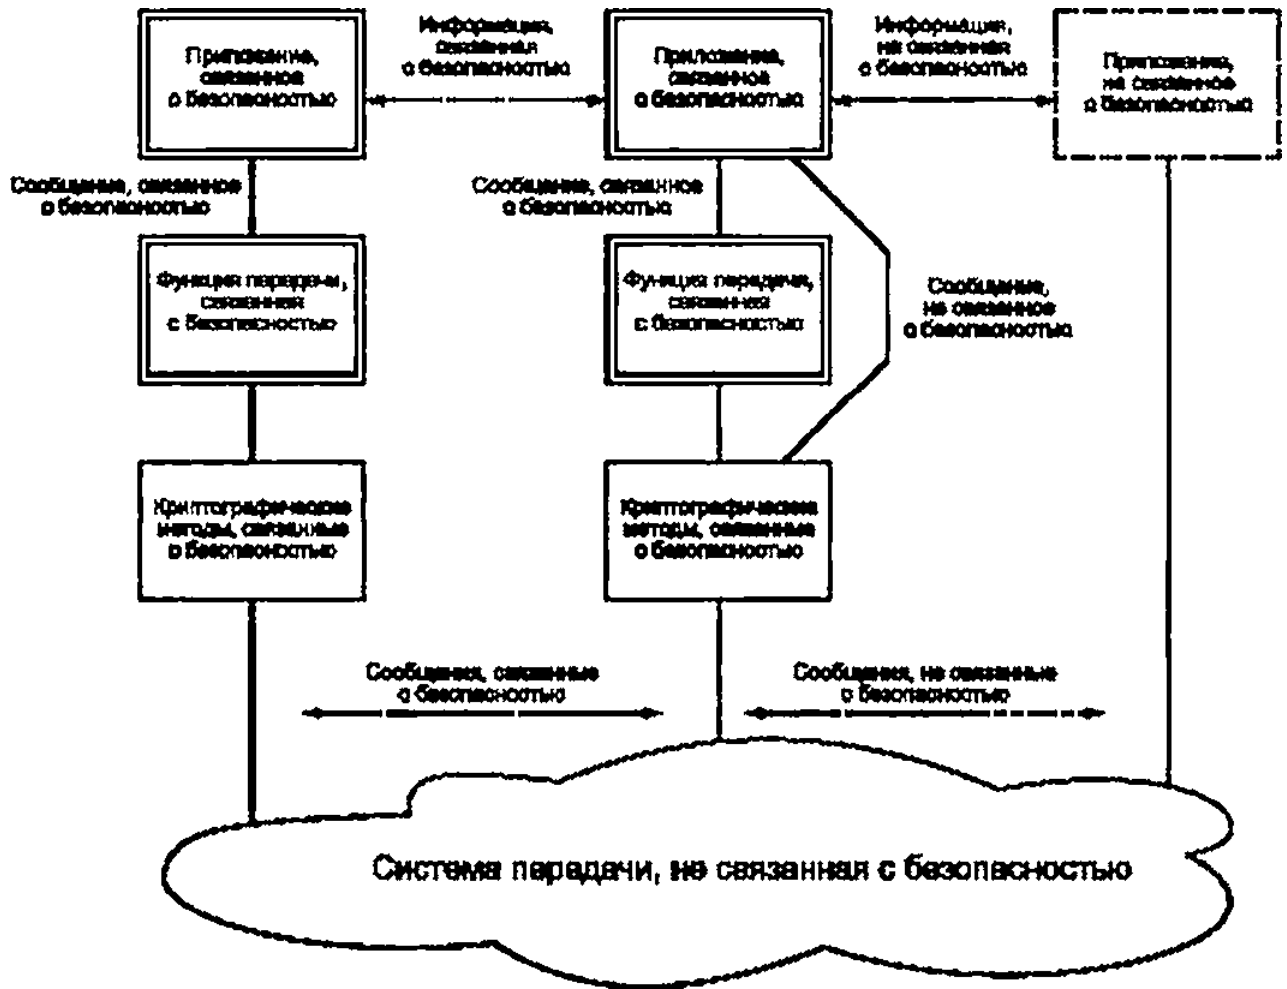 Приложение,
связанное
с безопасностью
Информация,
связанная
с безопасностью
Приложение,
связанное
с безопасностью
Информация,
не связанная
с безопасностью
Приложение,
не связанное
с безопасностью
Сообщение, связанное
с безопасностью
Сообщение, связанное
с безопасностью
Функция передачи,
связанная
с безопасностью
Функция передачи,
связанная
с безопасностью
Сообщение,
не связанное
с безопасностью
Криптографические
методы, связанные
с безопасностью
Криптографические
методы, связанные
с безопасностью
Сообщения, связанные
с безопасностью
Сообщения, не связанные
с безопасностью
Система передачи, не связанная с безопасностью